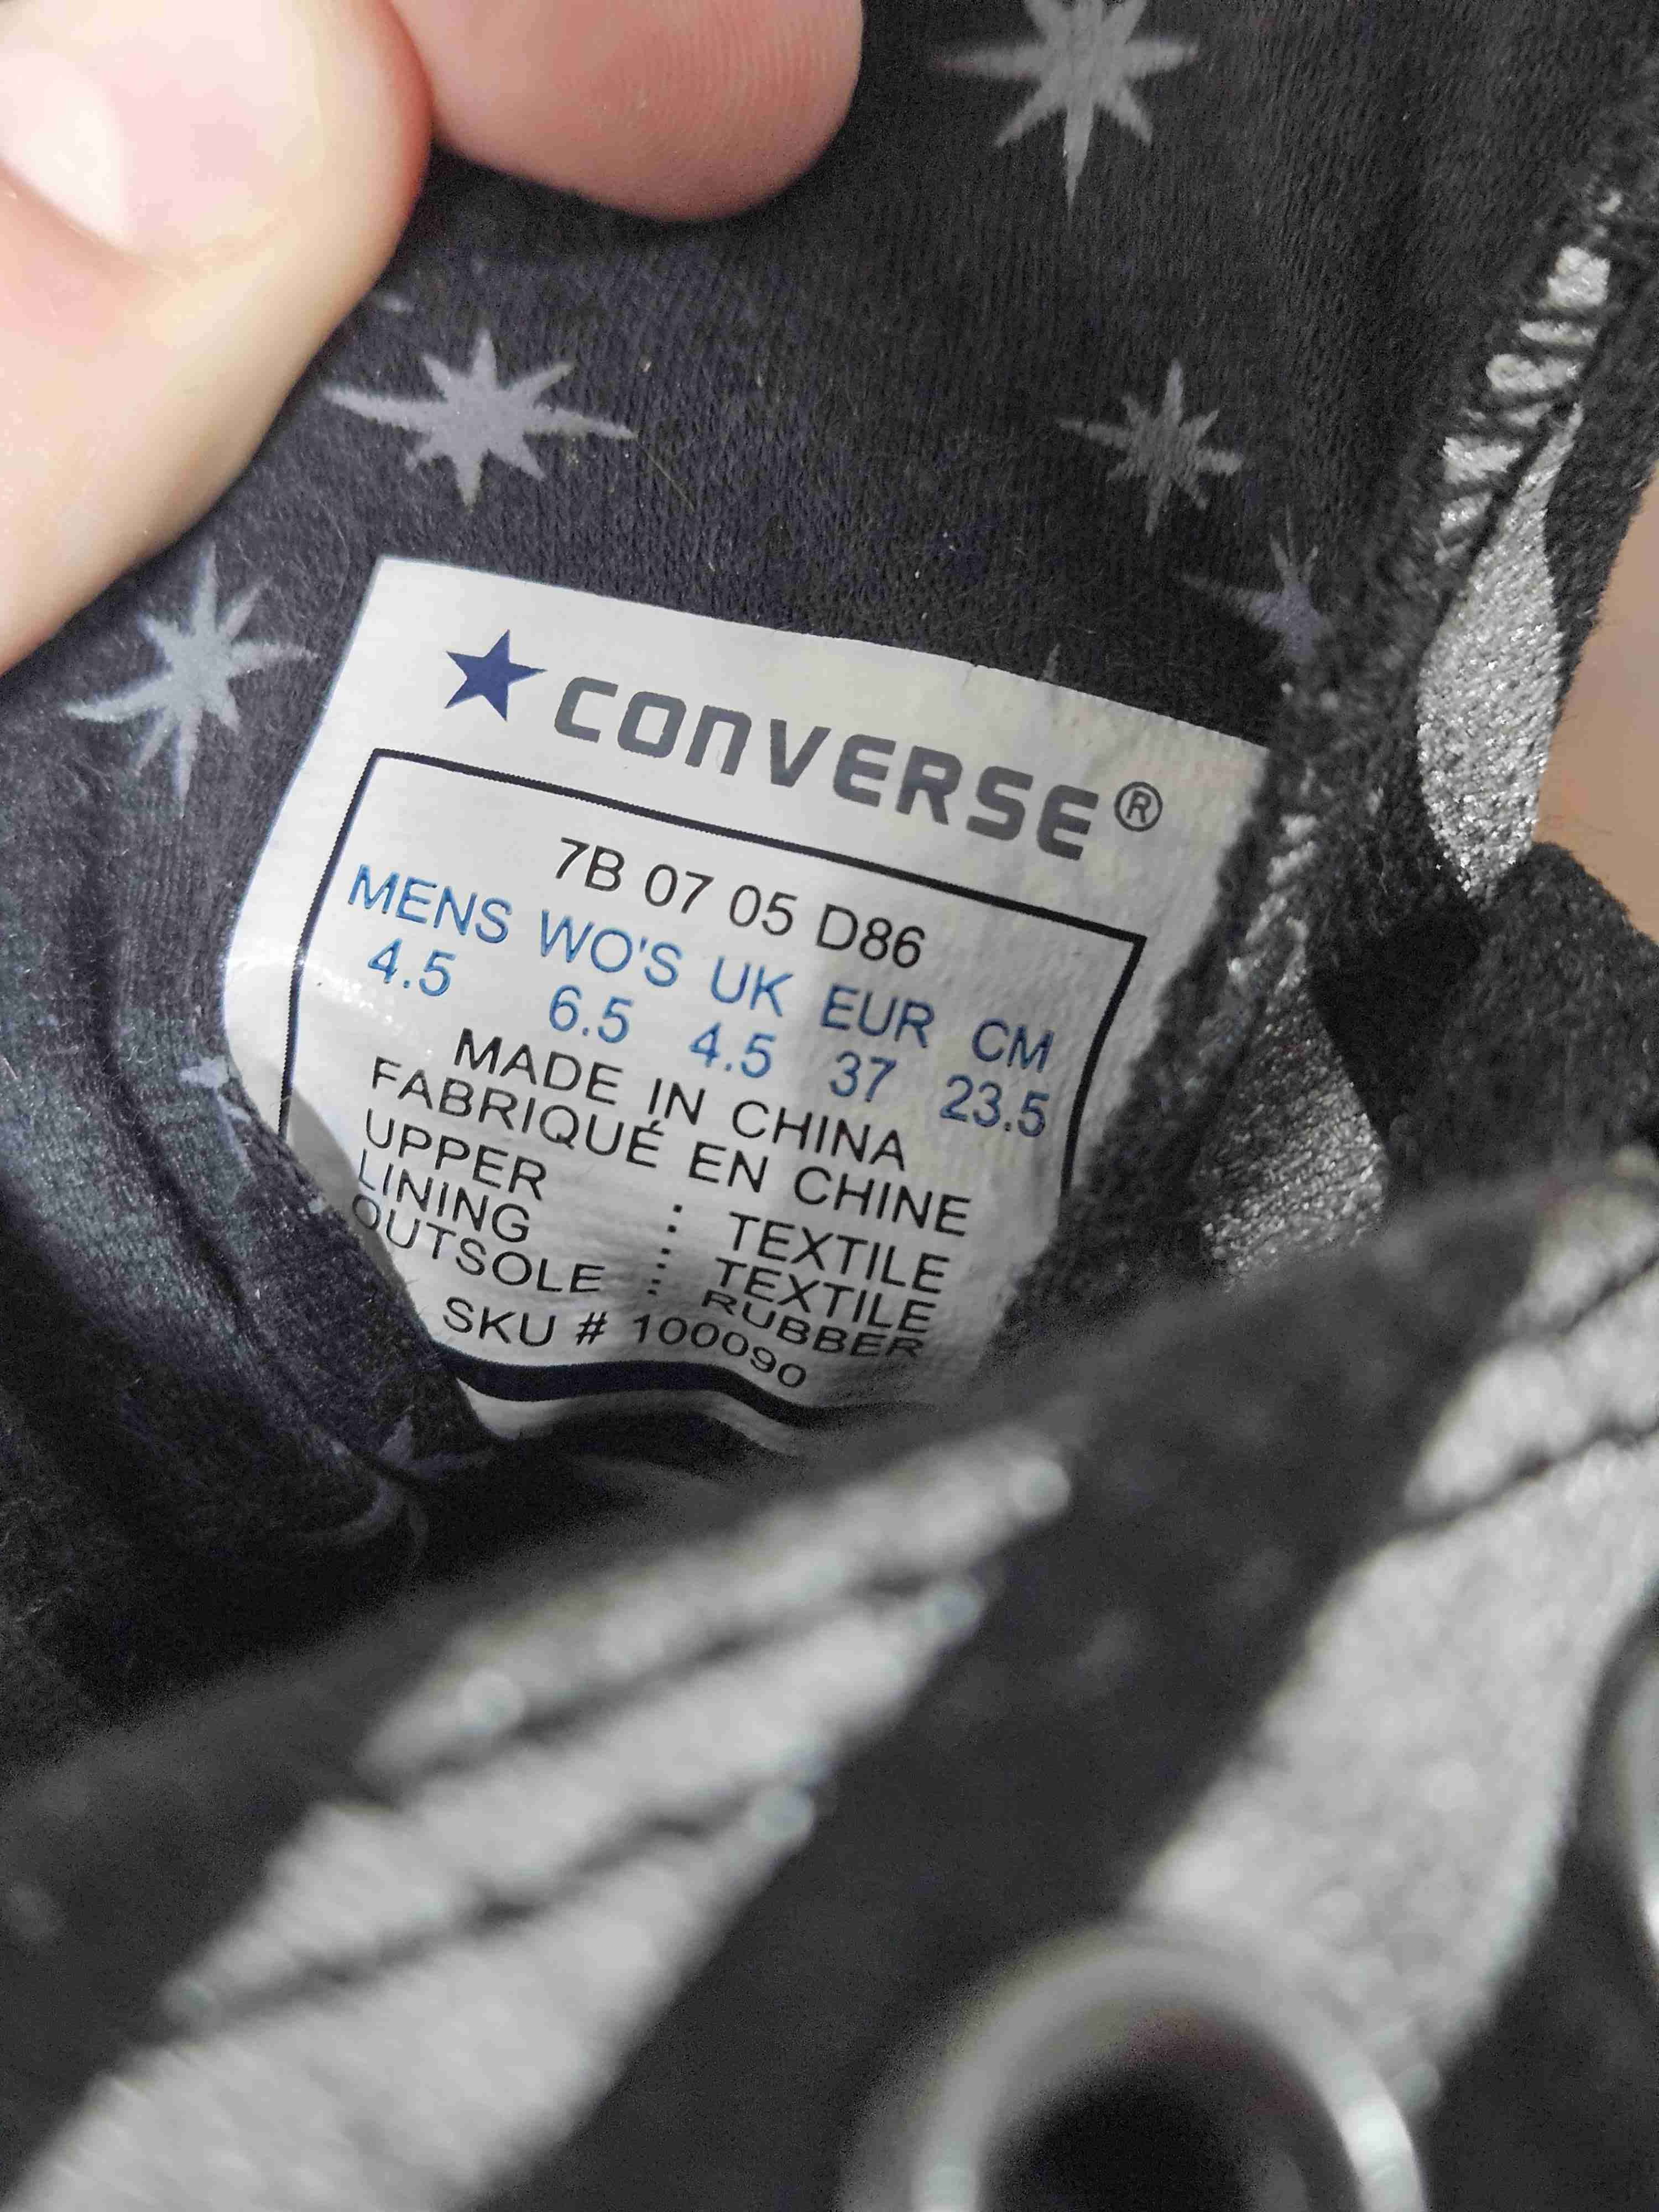 CONVERSE®
7B 07 05 D86
MENS WO'S UK EUR CM
4.5 6.5 4.5 37 23.5
MADE IN CHINA
FABRIQUÉ EN CHINE
UPPER : TEXTILE
LINING : TEXTILE
OUTSOLE : RUBBER
SKU # 100090